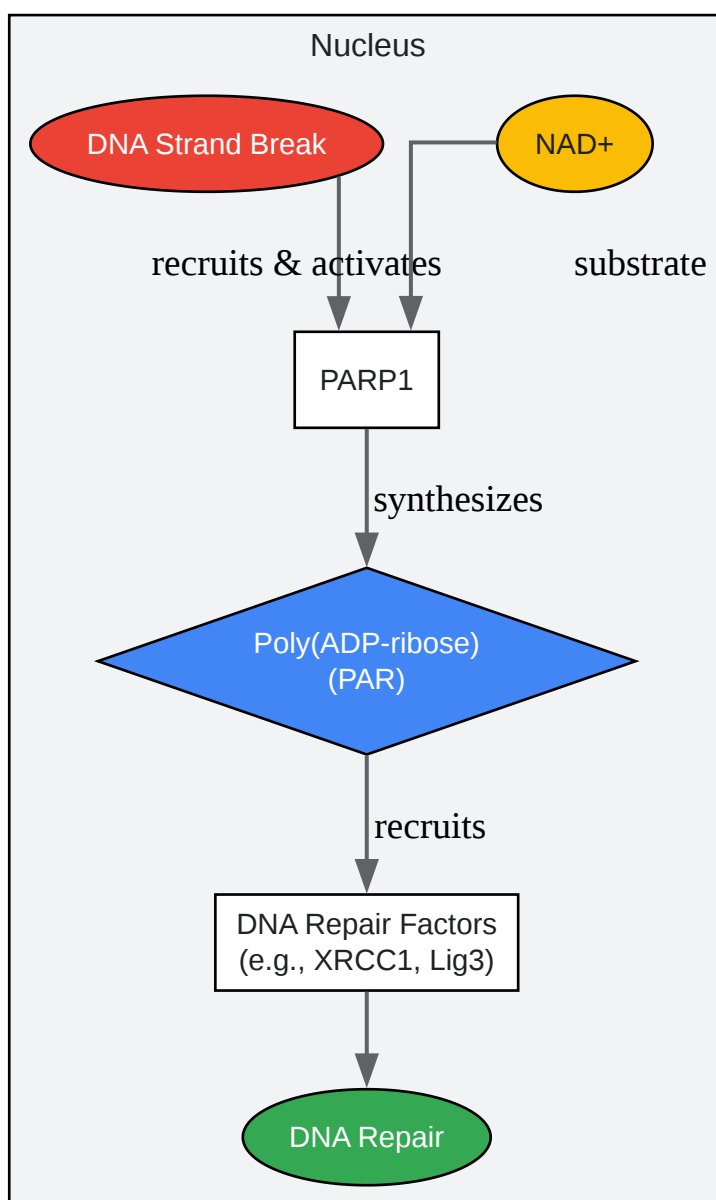 Nucleus
DNA Strand Break
NAD+
recruits & activates
substrate
PARP1
synthesizes
Poly(ADP-ribose)
(PAR)
recruits
DNA Repair Factors
(e.g., XRCC1, Lig3)
DNA Repair